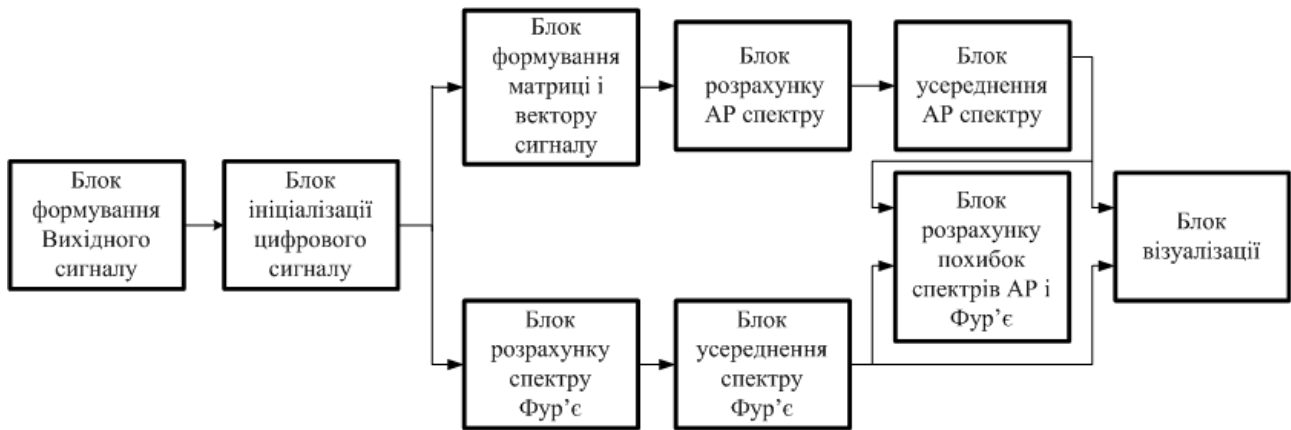 Блок
формування
Вихідного
сигналу
Блок
ініціалізації
цифрового
сигналу
Блок
формування
матриці і
вектору
сигналу
Блок
розрахунку
АР спектру
Блок
усереднення
АР спектру
Блок
розрахунку
спектру
Фур’є
Блок
усереднення
спектру
Фур’є
Блок
розрахунку
похибок
спектрів АР і
Фур’є
Блок
візуалізації